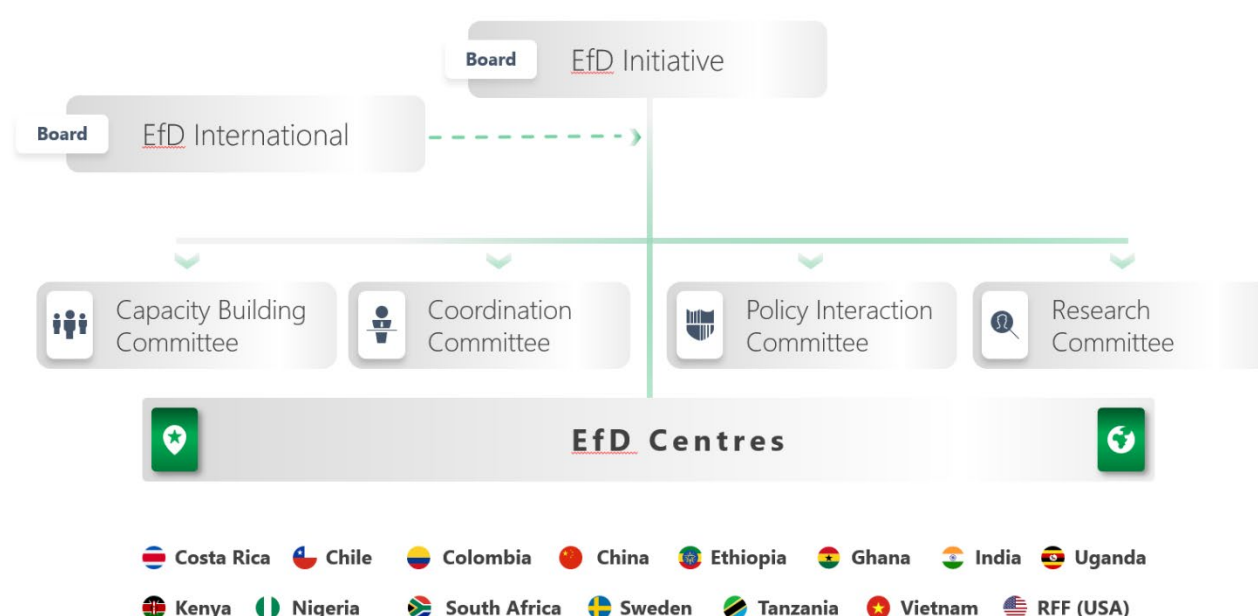 Board
EfD Initiative
Board
EfD International
Capacity Building
Committee
Coordination
Committee
Policy Interaction
Committee
Research
Committee
EfD Centres
Costa Rica Chile Colombia China Ethiopia Ghana India Uganda
Kenya Nigeria South Africa Sweden Tanzania Vietnam RFF (USA)